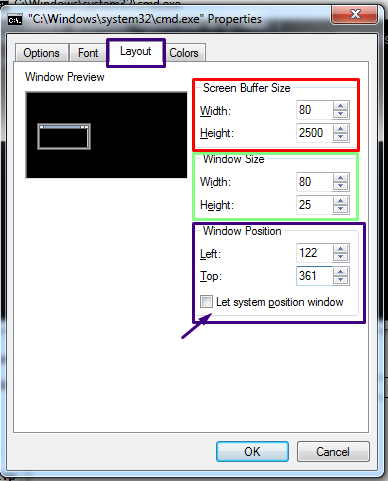 "C:\Windows\system32\cmd.exe" Properties
Options Font Layout Colors
Window Preview
Screen Buffer Size
Width: 80
Height: 2500
Window Size
Width: 80
Height: 25
Window Position
Left: 122
Top: 361
Let system position window
OK Cancel